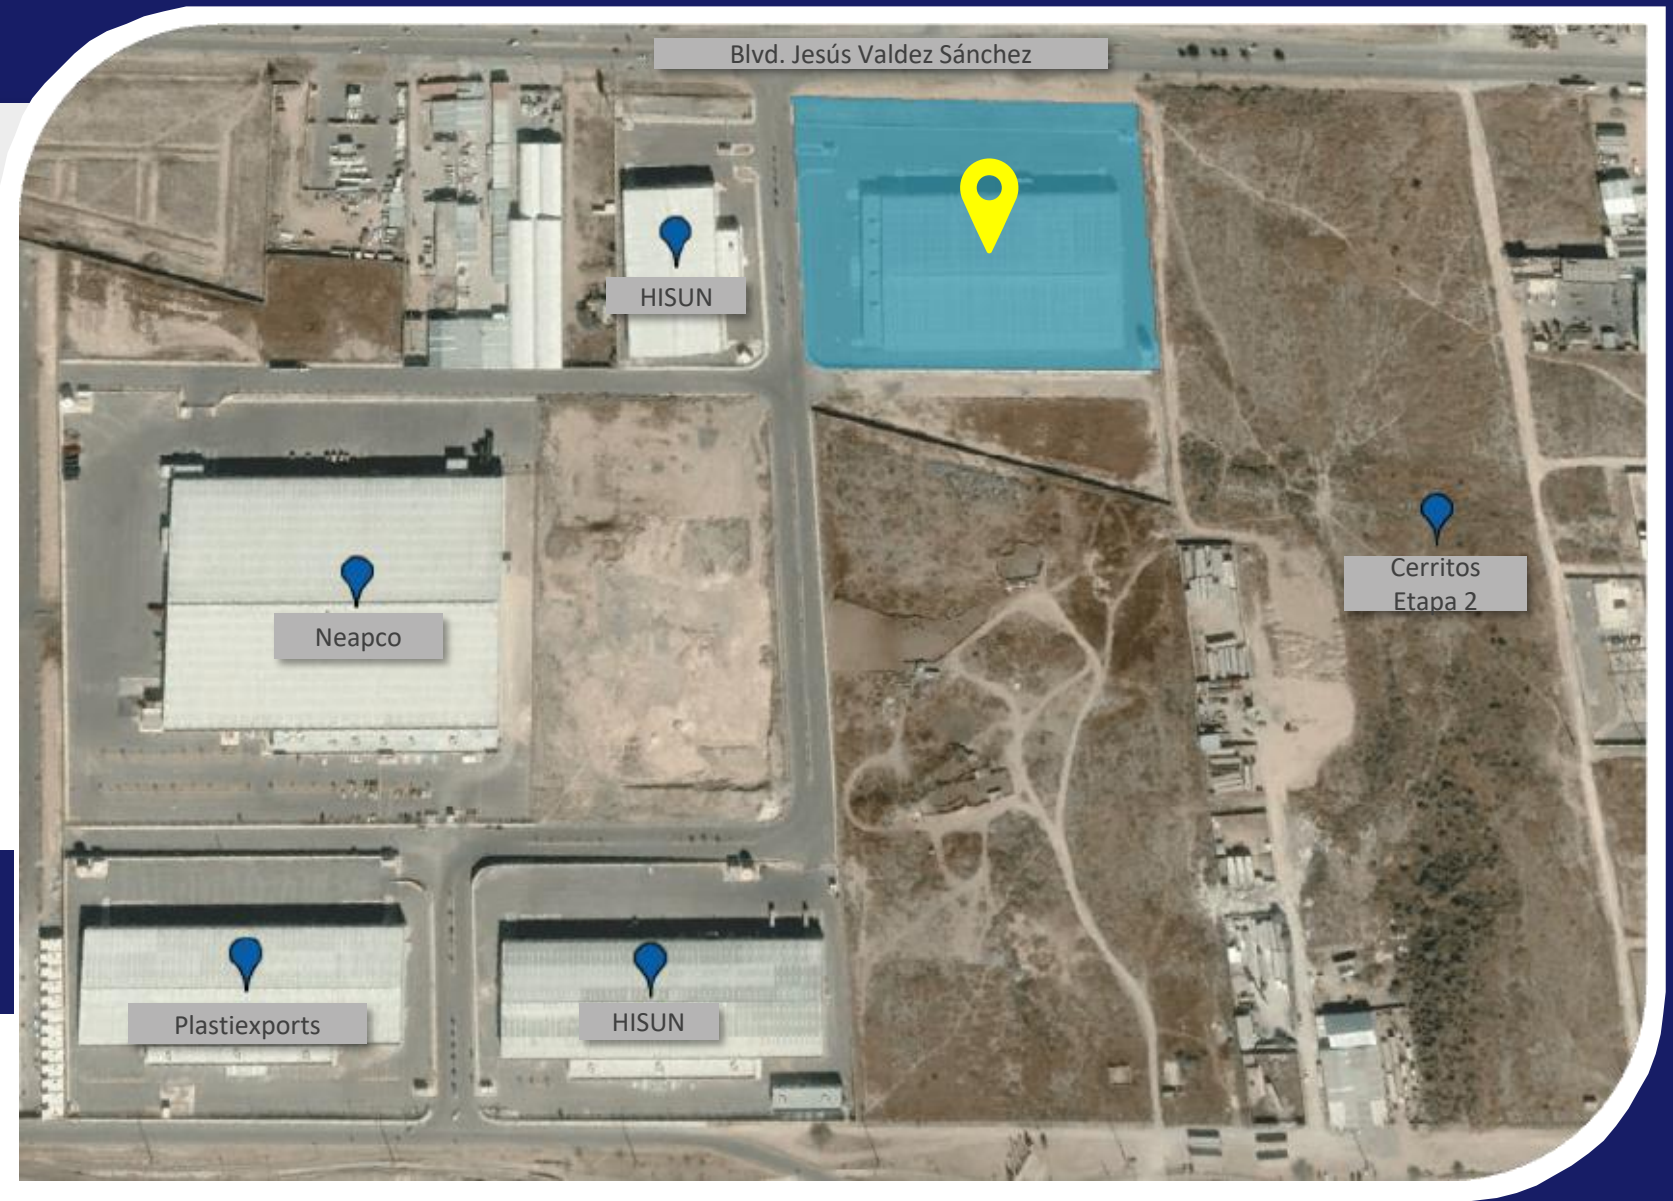 Blvd. Jesús Valdez Sánchez
HISUN
Cerritos
Etapa 2
Neapco
Plastiexports
HISUN